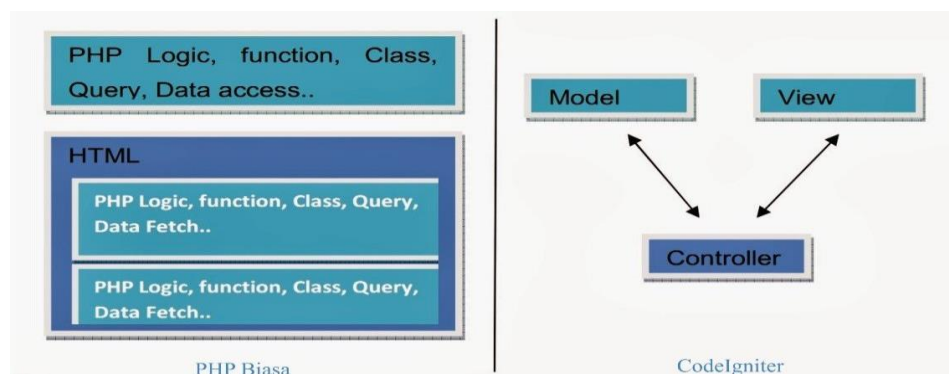 PHP Logic, function, Class,
Query, Data access..
HTML
PHP Logic, function, Class, Query,
Data Fetch..
PHP Logic, function, Class, Query,
Data Fetch..
PHP Biasa
Model
View
Controller
CodeIgniter